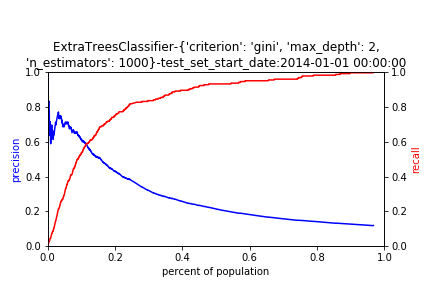 ExtraTreesClassifier-{'criterion': 'gini', 'max_depth': 2,
'n_estimators': 1000}-test_set_start_date:2014-01-01 00:00:00
1.0
0.8
0.6
0.4
0.2
0.0
precision
1.0
0.8
0.6
0.4
0.2
0.0
recall
0.0 0.2 0.4 0.6 0.8 1.0
percent of population